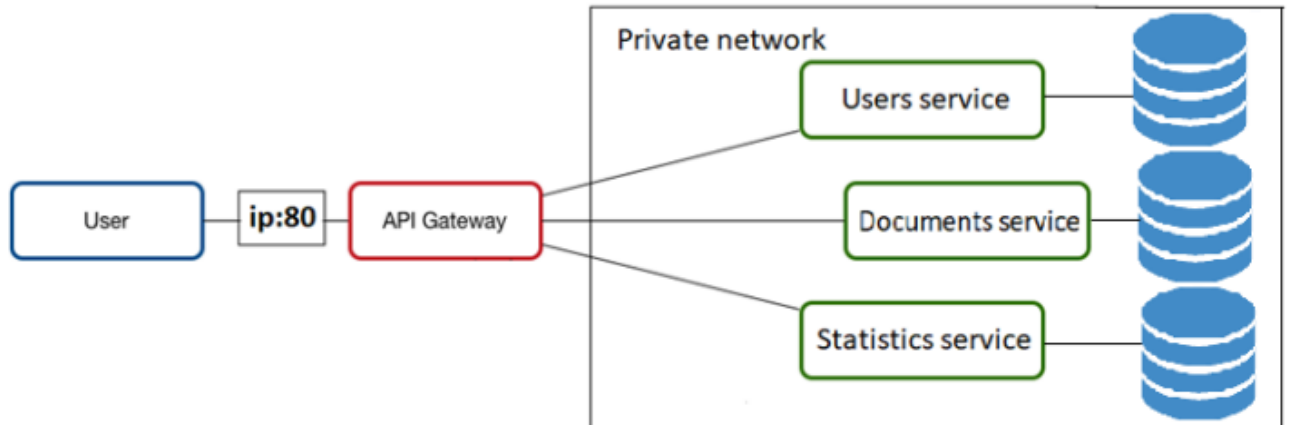 Private network
Users service
User
ip:80
API Gateway
Documents service
Statistics service